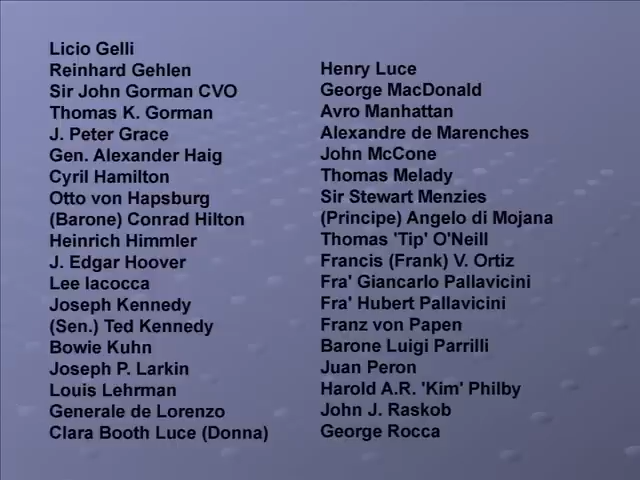 Licio Gelli
Reinhard Gehlen
Sir John Gorman CVO
Thomas K. Gorman
J. Peter Grace
Gen. Alexander Haig
Cyril Hamilton
Otto von Hapsburg
(Barone) Conrad Hilton
Heinrich Himmler
J. Edgar Hoover
Lee Iacocca
Joseph Kennedy
(Sen.) Ted Kennedy
Bowie Kuhn
Joseph P. Larkin
Louis Lehrman
Generale de Lorenzo
Clara Booth Luce (Donna)
Henry Luce
George MacDonald
Avro Manhattan
Alexandre de Marenches
John McCone
Thomas Melady
Sir Stewart Menzies
(Principe) Angelo di Mojana
Thomas 'Tip' O'Neill
Francis (Frank) V. Ortiz
Fra' Giancarlo Pallavicini
Fra' Hubert Pallavicini
Franz von Papen
Barone Luigi Parrilli
Juan Peron
Harold A.R. 'Kim' Philby
John J. Raskob
George Rocca